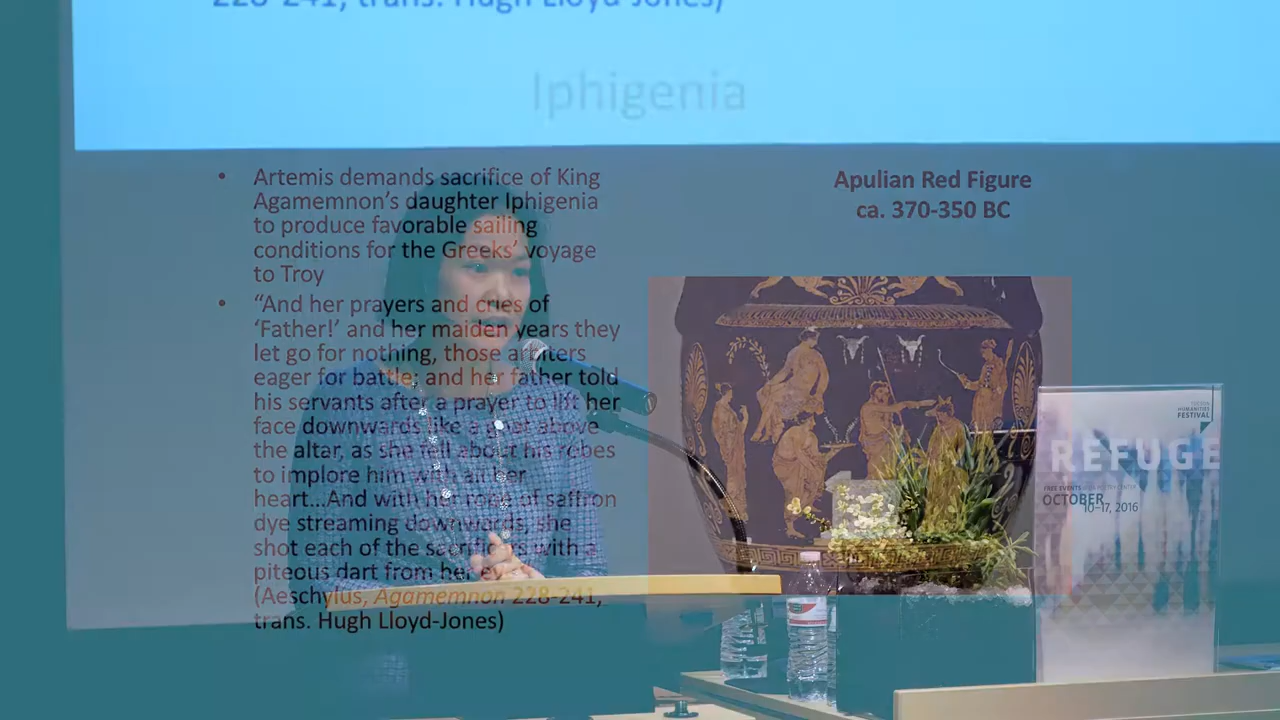 228-241, trans. Hugh Lloyd-Jones)
Iphigenia
• Artemis demands sacrifice of King
Agamemnon's daughter Iphigenia
to produce favorable sailing
conditions for the Greeks' voyage
to Troy
• “And her prayers and cries of
‘Father!’ and her maiden years they
let go for nothing, those arbiters
eager for battle; and her father told
his servants after a prayer to lift her
face downwards like a goat above
the altar, as she fell about his robes
to implore him with all her
heart...And with her robe of saffron
dye streaming downwards, she
shot each of the sacrificers with a
piteous dart from her
(Aeschylus, Agamemnon 228-241,
trans. Hugh Lloyd-Jones)
Apulian Red Figure
ca. 370-350 BC
HUMANITIES
FESTIVAL
REFUGE
FREE EVENTS
OCTOBER
10–17, 2016